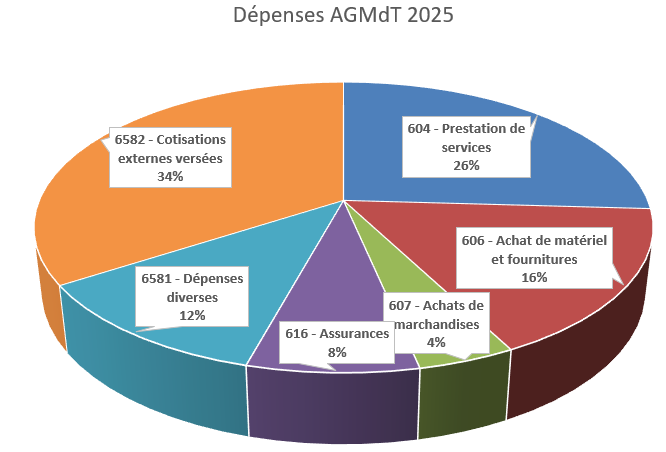 Dépenses AGMdT 2025
6582 - Cotisations
externes versées
34%
604 - Prestation de
services
26%
606 - Achat de matériel
et fournitures
16%
6581 - Dépenses
diverses
12%
607 - Achats de
marchandises
4%
616 - Assurances
8%